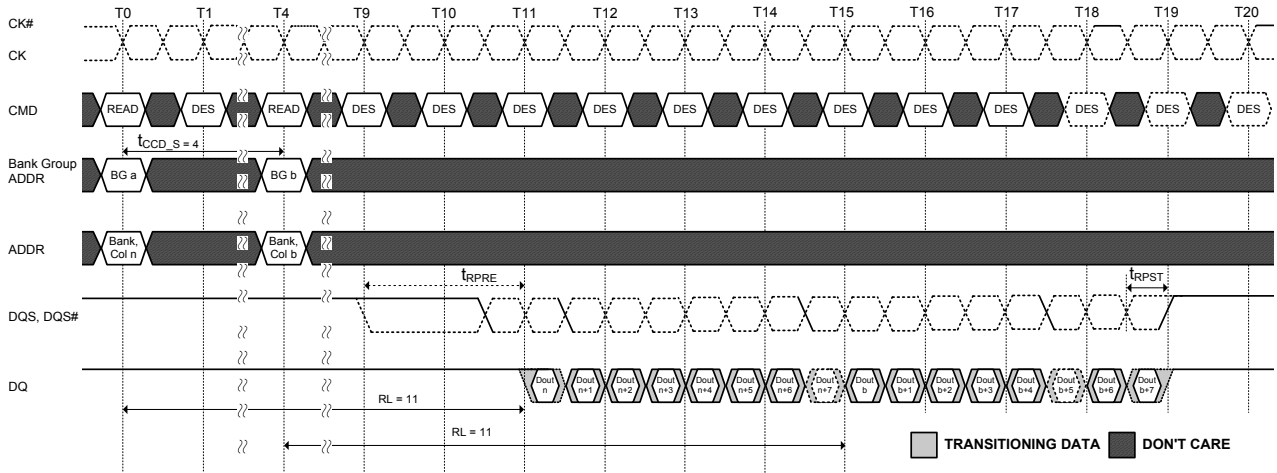 T0 T1 T4 T9 T10 T11 T12 T13 T14 T15 T16 T17 T18 T19 T20
CK#
CK
CMD READ DES READ DES DES DES DES DES DES DES DES DES DES DES DES
tCCD_S = 4
Bank Group
ADDR BG a BG b
ADDR Bank, Col n Bank, Col b
tRPRE tRPST
DQS, DQS#
DQ Dout n Dout n+1 Dout n+2 Dout n+3 Dout n+4 Dout n+5 Dout n+6 Dout n+7 Dout b Dout b+1 Dout b+2 Dout b+3 Dout b+4 Dout b+5 Dout b+6 Dout b+7
RL = 11
RL = 11
TRANSITIONING DATA DON'T CARE